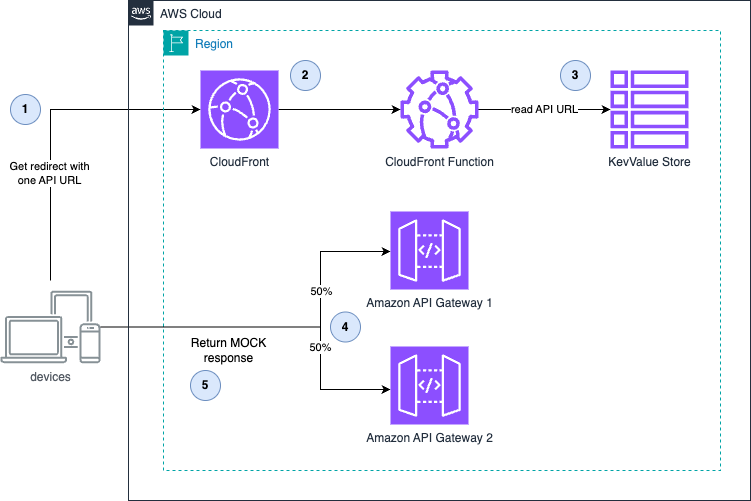 aws
AWS Cloud
Region
1
2
3
read API URL
CloudFront
CloudFront Function
KevValue Store
Get redirect with
one API URL
50%
Amazon API Gateway 1
4
Return MOCK
response
50%
devices
5
Amazon API Gateway 2